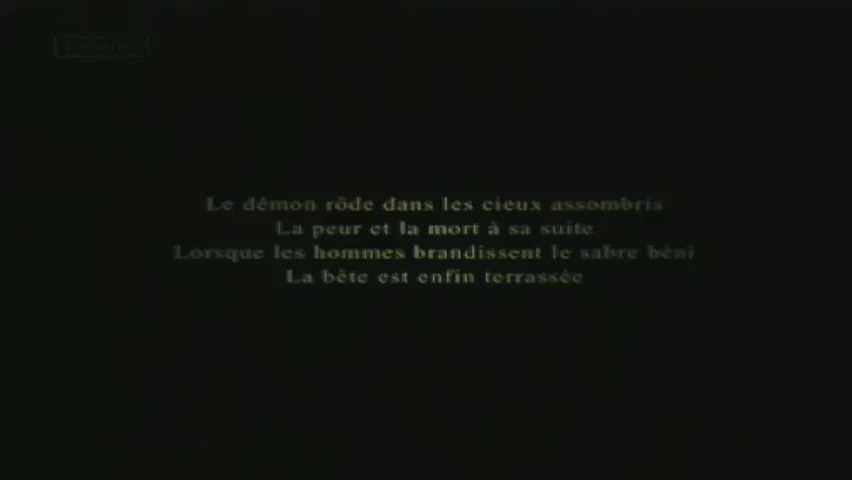 Le démon rôde dans les cieux assombris
La peur et la mort à sa suite
Lorsque les hommes brandissent le sabre béni
La bête est enfin terrassée